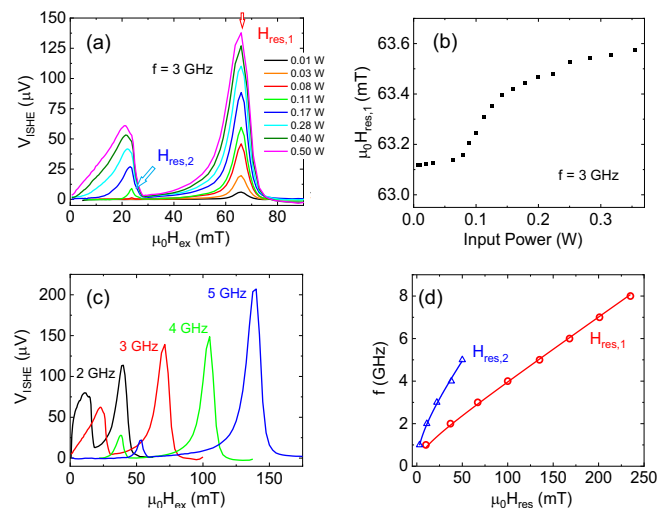 (a)
f = 3 GHz
H_res,1
H_res,2
0.01 W
0.03 W
0.08 W
0.11 W
0.17 W
0.28 W
0.40 W
0.50 W
V_ISHE (µV)
150
125
100
75
50
25
0
0 20 40 60 80
µ₀H_ex (mT)
(b)
µ₀H_res,1 (mT)
63.6
63.4
63.2
63.0
f = 3 GHz
0.0 0.1 0.2 0.3
Input Power (W)
(c)
5 GHz
4 GHz
3 GHz
2 GHz
V_ISHE (µV)
200
150
100
50
0
0 50 100 150
µ₀H_ex (mT)
(d)
H_res,2
H_res,1
f (GHz)
8
6
4
2
0
0 50 100 150 200 250
µ₀H_res (mT)